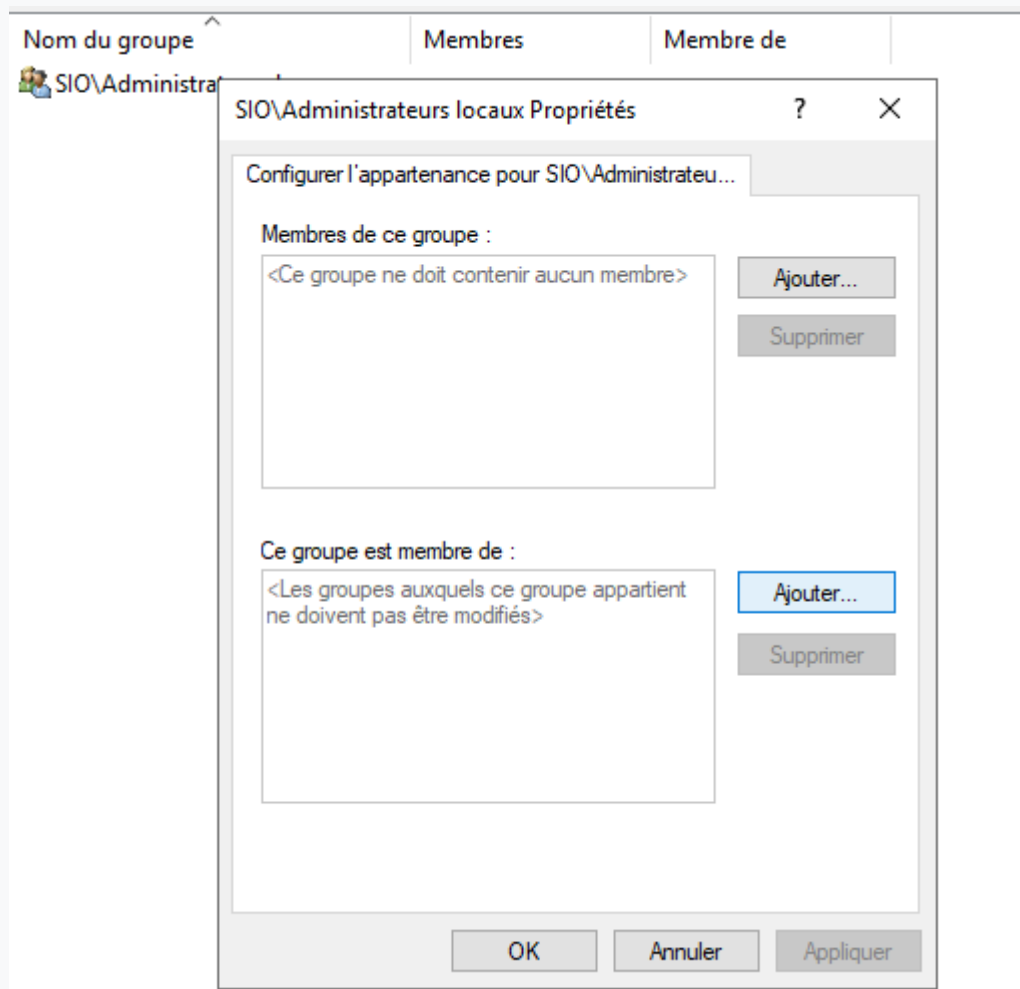 Nom du groupe Membres Membre de
SIO\Administrateurs
SIO\Administrateurs locaux Propriétés ? ×
Configurer l'appartenance pour SIO\Administrateu...
Membres de ce groupe :
<Ce groupe ne doit contenir aucun membre>
Ajouter...
Supprimer
Ce groupe est membre de :
<Les groupes auxquels ce groupe appartient
ne doivent pas être modifiés>
Ajouter...
Supprimer
OK Annuler Appliquer